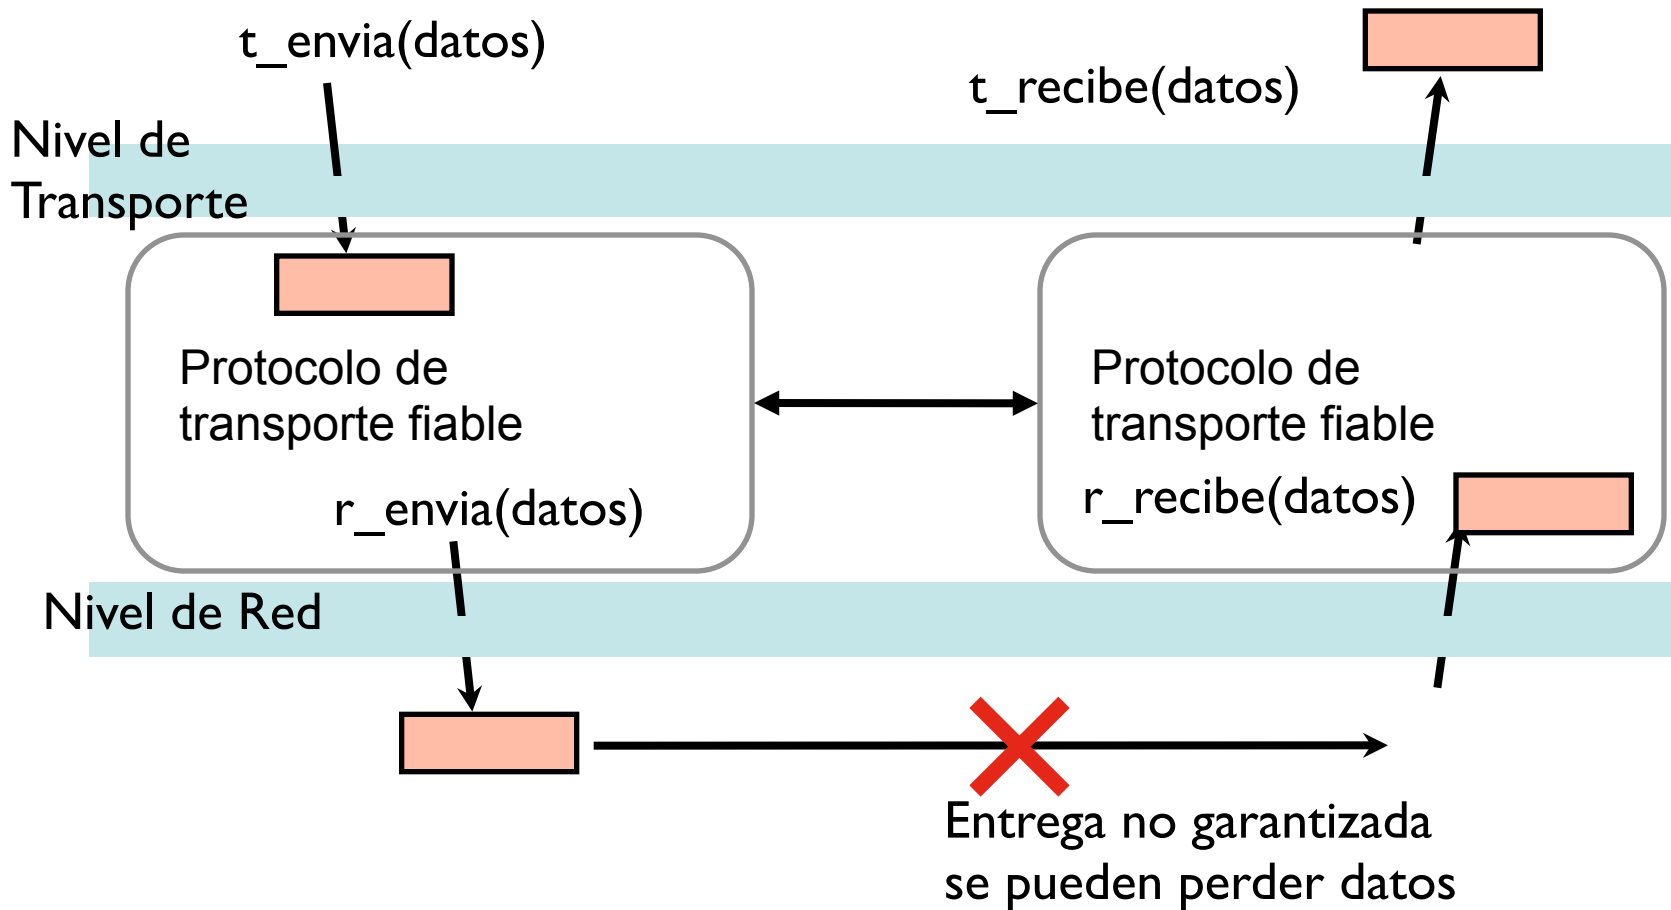 t_envia(datos)
t_recibe(datos)
Nivel de
Transporte
Protocolo de
transporte fiable
r_envia(datos)
Protocolo de
transporte fiable
r_recibe(datos)
Nivel de Red
Entrega no garantizada
se pueden perder datos